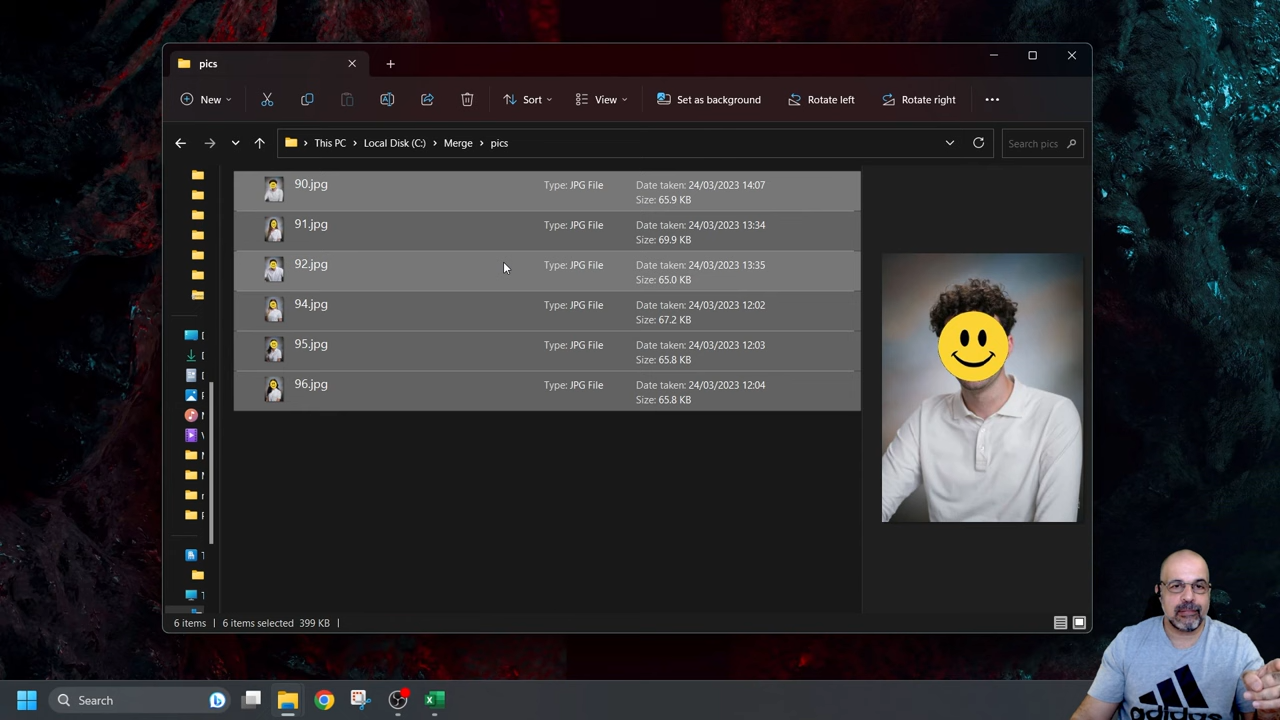 pics
New
Sort
View
Set as background
Rotate left
Rotate right
This PC
Local Disk (C:)
Merge
pics
Search pics
90.jpg
Type: JPG File
Date taken: 24/03/2023 14:07
Size: 65.9 KB
91.jpg
Type: JPG File
Date taken: 24/03/2023 13:34
Size: 69.9 KB
92.jpg
Type: JPG File
Date taken: 24/03/2023 13:35
Size: 65.0 KB
94.jpg
Type: JPG File
Date taken: 24/03/2023 12:02
Size: 67.2 KB
95.jpg
Type: JPG File
Date taken: 24/03/2023 12:03
Size: 65.8 KB
96.jpg
Type: JPG File
Date taken: 24/03/2023 12:04
Size: 65.8 KB
6 items
6 items selected 399 KB
Search
adidas